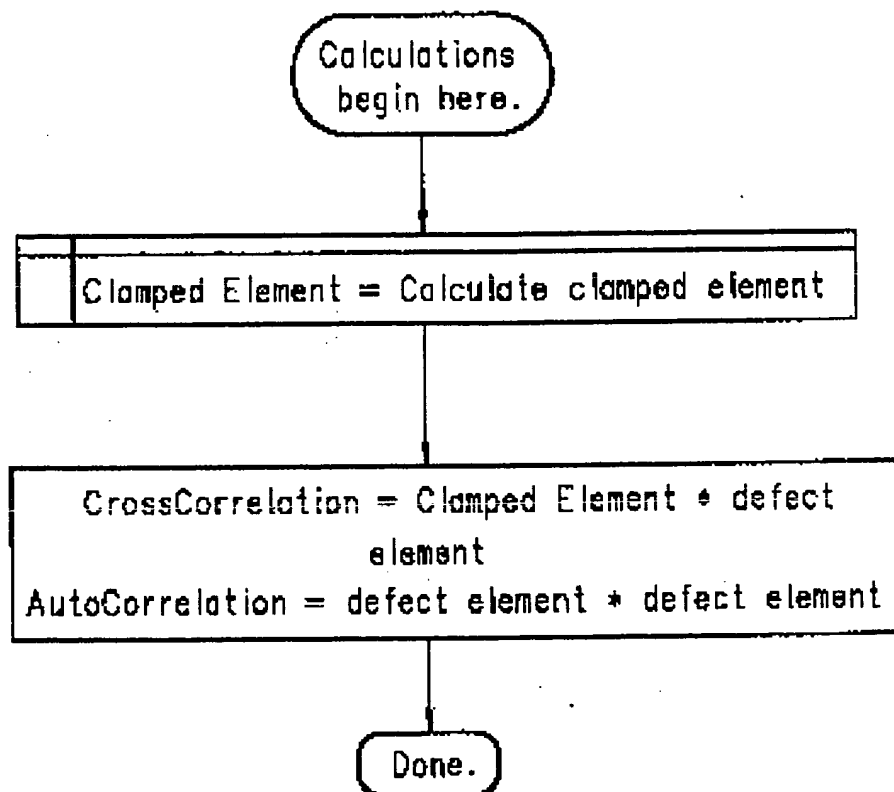 Calculations
begin here.
Clamped Element = Calculate clamped element
CrossCorrelation = Clamped Element * defect
element
AutoCorrelation = defect element * defect element
Done.